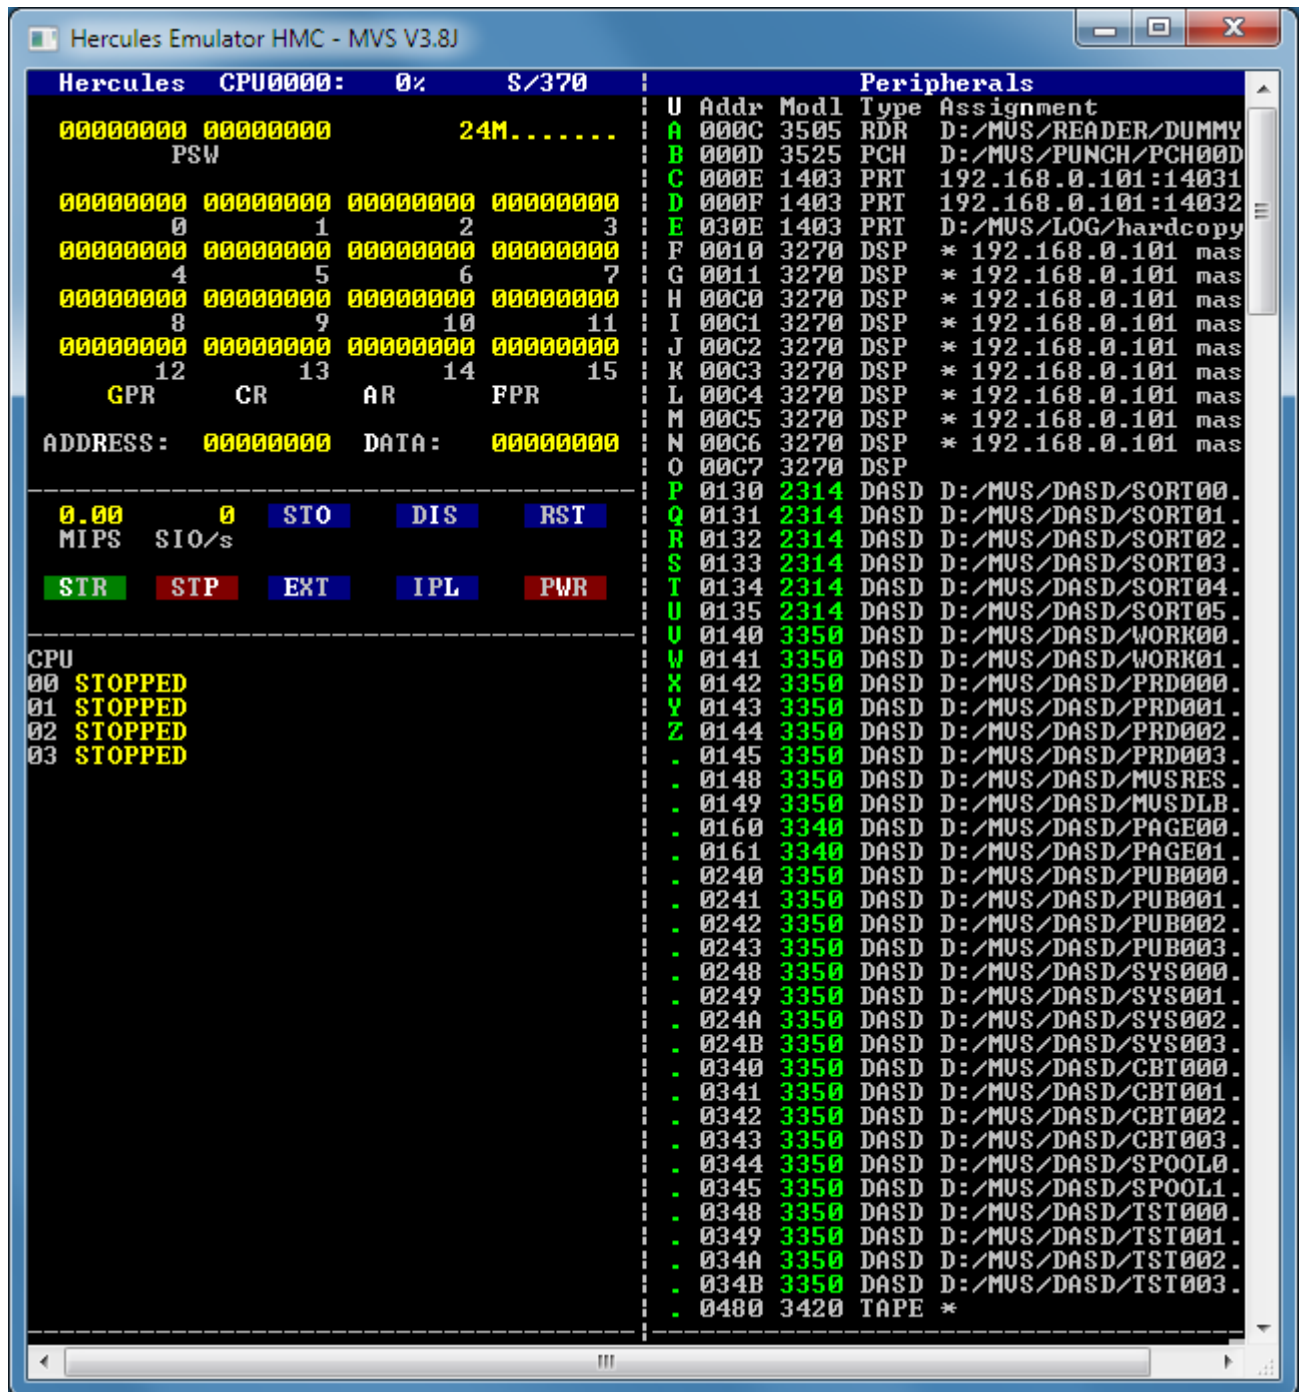 Hercules Emulator HMC - MVS V3.8J
Hercules CPU0000: 0% S/370
00000000 00000000 24M.......
PSW
00000000 00000000 00000000 00000000
0 1 2 3
00000000 00000000 00000000 00000000
4 5 6 7
00000000 00000000 00000000 00000000
8 9 10 11
00000000 00000000 00000000 00000000
12 13 14 15
GPR CR AR FPR
ADDRESS: 00000000 DATA: 00000000
0.00 0 STO DIS RST
MIPS SIO/s
STR STP EXT IPL PWR
CPU
00 STOPPED
01 STOPPED
02 STOPPED
03 STOPPED
Peripherals
U Addr Modl Type Assignment
A 000C 3505 RDR D:/MVS/READER/DUMMY
B 000D 3525 PCH D:/MVS/PUNCH/PCH00D
C 000E 1403 PRT 192.168.0.101:14031
D 000F 1403 PRT 192.168.0.101:14032
E 030E 1403 PRT D:/MVS/LOG/hardcopy
F 0010 3270 DSP * 192.168.0.101 mas
G 0011 3270 DSP * 192.168.0.101 mas
H 00C0 3270 DSP * 192.168.0.101 mas
I 00C1 3270 DSP * 192.168.0.101 mas
J 00C2 3270 DSP * 192.168.0.101 mas
K 00C3 3270 DSP * 192.168.0.101 mas
L 00C4 3270 DSP * 192.168.0.101 mas
M 00C5 3270 DSP * 192.168.0.101 mas
N 00C6 3270 DSP * 192.168.0.101 mas
O 00C7 3270 DSP
P 0130 2314 DASD D:/MVS/DASD/SORT00.
Q 0131 2314 DASD D:/MVS/DASD/SORT01.
R 0132 2314 DASD D:/MVS/DASD/SORT02.
S 0133 2314 DASD D:/MVS/DASD/SORT03.
T 0134 2314 DASD D:/MVS/DASD/SORT04.
U 0135 2314 DASD D:/MVS/DASD/SORT05.
V 0140 3350 DASD D:/MVS/DASD/WORK00.
W 0141 3350 DASD D:/MVS/DASD/WORK01.
X 0142 3350 DASD D:/MVS/DASD/PRD000.
Y 0143 3350 DASD D:/MVS/DASD/PRD001.
Z 0144 3350 DASD D:/MVS/DASD/PRD002.
. 0145 3350 DASD D:/MVS/DASD/PRD003.
. 0148 3350 DASD D:/MVS/DASD/MVSRES.
. 0149 3350 DASD D:/MVS/DASD/MVSDLB.
. 0160 3340 DASD D:/MVS/DASD/PAGE00.
. 0161 3340 DASD D:/MVS/DASD/PAGE01.
. 0240 3350 DASD D:/MVS/DASD/PUB000.
. 0241 3350 DASD D:/MVS/DASD/PUB001.
. 0242 3350 DASD D:/MVS/DASD/PUB002.
. 0243 3350 DASD D:/MVS/DASD/PUB003.
. 0248 3350 DASD D:/MVS/DASD/SYS000.
. 0249 3350 DASD D:/MVS/DASD/SYS001.
. 024A 3350 DASD D:/MVS/DASD/SYS002.
. 024B 3350 DASD D:/MVS/DASD/SYS003.
. 0340 3350 DASD D:/MVS/DASD/CBT000.
. 0341 3350 DASD D:/MVS/DASD/CBT001.
. 0342 3350 DASD D:/MVS/DASD/CBT002.
. 0343 3350 DASD D:/MVS/DASD/CBT003.
. 0344 3350 DASD D:/MVS/DASD/SPOOL0.
. 0345 3350 DASD D:/MVS/DASD/SPOOL1.
. 0348 3350 DASD D:/MVS/DASD/TST000.
. 0349 3350 DASD D:/MVS/DASD/TST001.
. 034A 3350 DASD D:/MVS/DASD/TST002.
. 034B 3350 DASD D:/MVS/DASD/TST003.
. 0480 3420 TAPE *